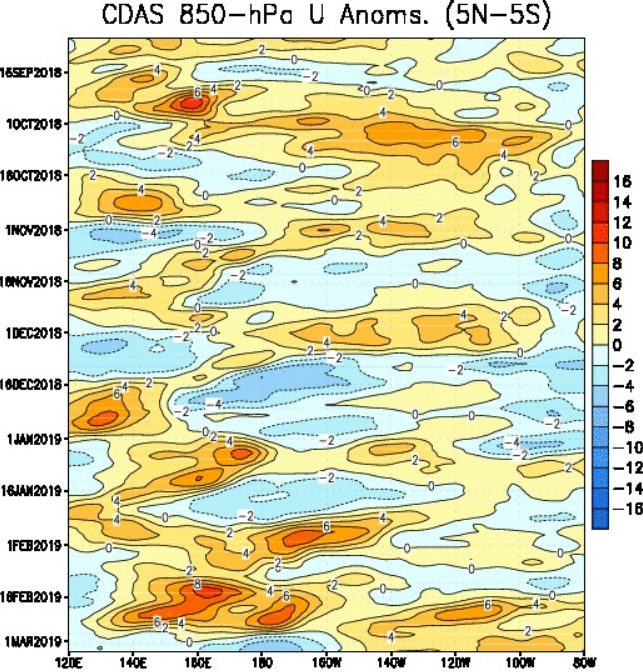 CDAS 850-hPa U Anoms. (5N-5S)
16SEP2018
1OCT2018
16OCT2018
1NOV2018
16NOV2018
1DEC2018
16DEC2018
1JAN2019
16JAN2019
1FEB2019
16FEB2019
1MAR2019
120E 140E 160E 180 160W 140W 120W 100W 80W
16
14
12
10
8
6
4
2
0
-2
-4
-6
-8
-10
-12
-14
-16